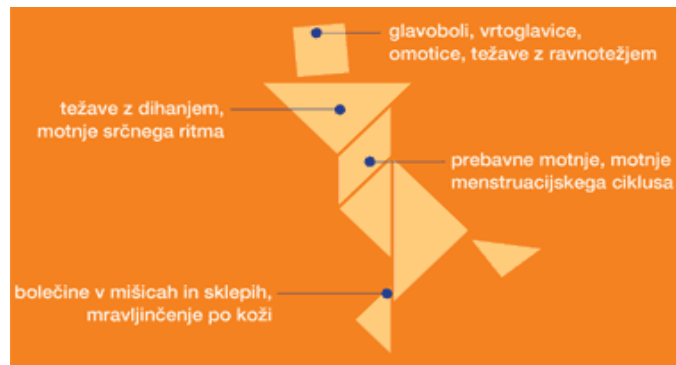 glavoboli, vrtoglavice,
omotice, težave z ravnotežjem
težave z dihanjem,
motnje srčnega ritma
prebavne motnje, motnje
menstruacijskega ciklusa
bolečine v mišicah in sklepih,
mravljinčenje po koži